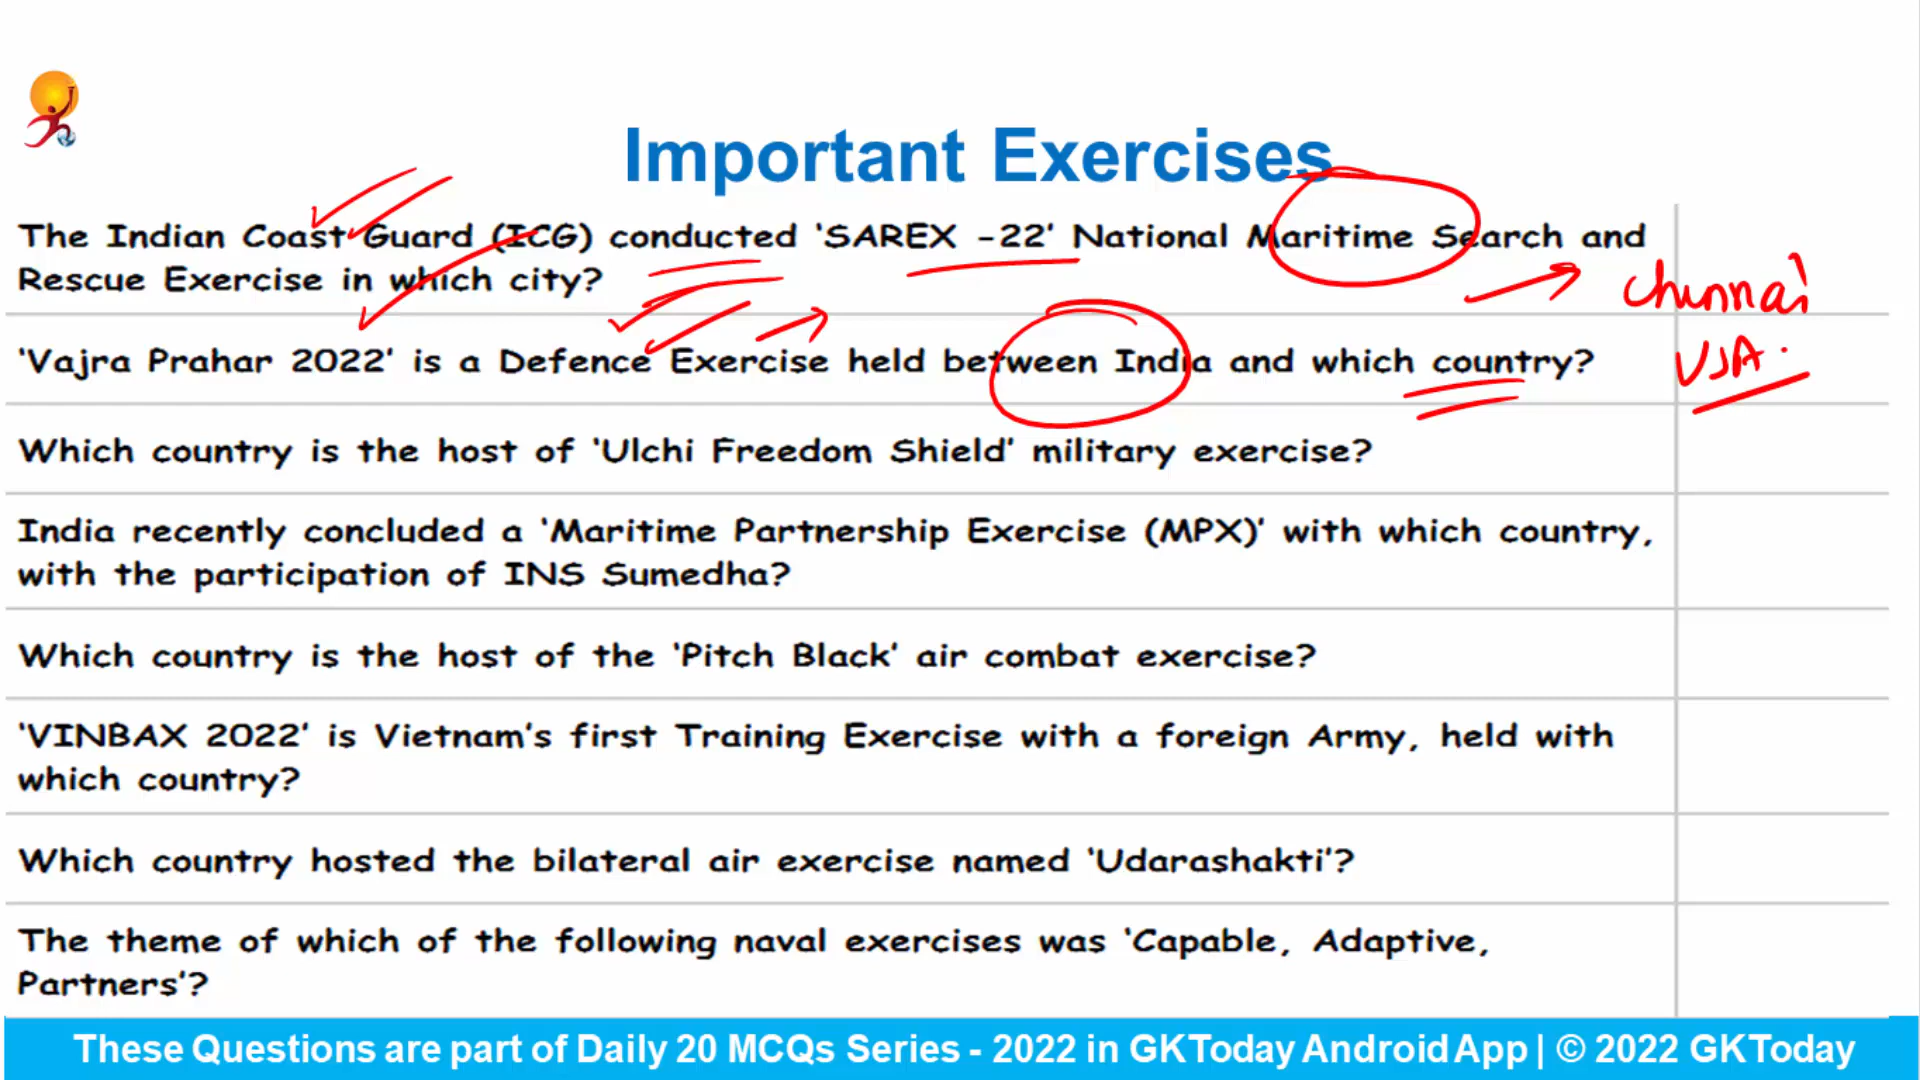 Important Exercises
The Indian Coast Guard (ICG) conducted ‘SAREX -22’ National Maritime Search and
Rescue Exercise in which city?
Chennai
‘Vajra Prahar 2022’ is a Defence Exercise held between India and which country?
USA.
Which country is the host of ‘Ulchi Freedom Shield’ military exercise?
India recently concluded a ‘Maritime Partnership Exercise (MPX)’ with which country,
with the participation of INS Sumedha?
Which country is the host of the ‘Pitch Black’ air combat exercise?
‘VINBAX 2022’ is Vietnam’s first Training Exercise with a foreign Army, held with
which country?
Which country hosted the bilateral air exercise named ‘Udarashakti’?
The theme of which of the following naval exercises was ‘Capable, Adaptive,
Partners’?
These Questions are part of Daily 20 MCQs Series - 2022 in GKToday Android App | © 2022 GKToday